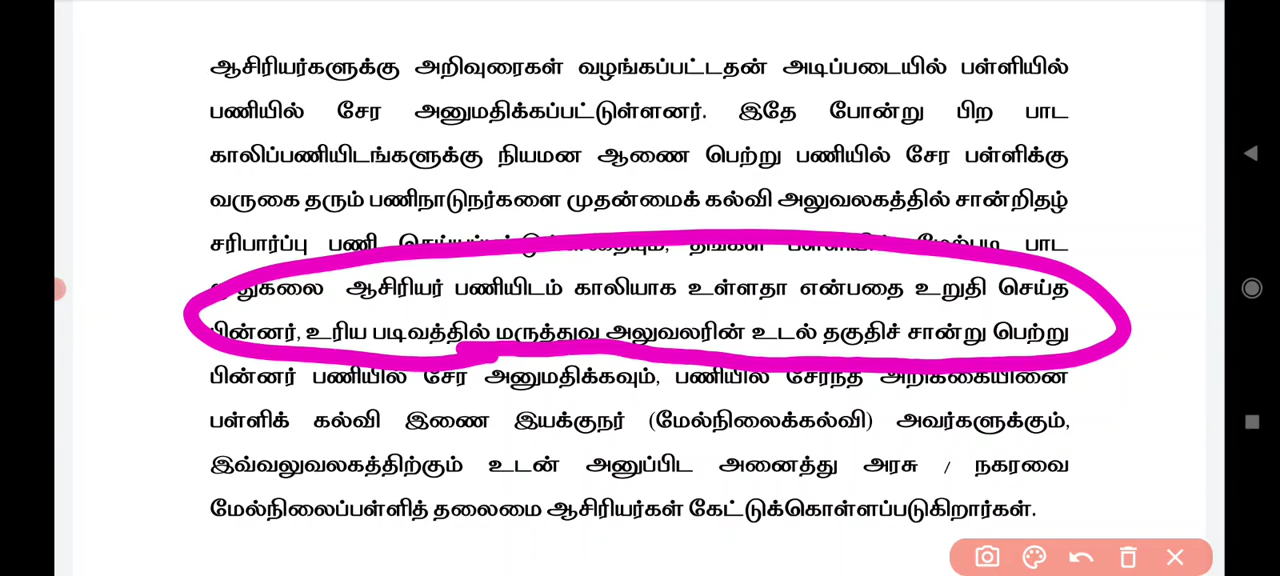 ஆசிரியர்களுக்கு அறிவுரைகள் வழங்கப்பட்டதன் அடிப்படையில் பள்ளியில்
பணியில் சேர அனுமதிக்கப்பட்டுள்ளனர். இதே போன்று பிற பாட
காலிப்பணியிடங்களுக்கு நியமன ஆணை பெற்று பணியில் சேர பள்ளிக்கு
வருகை தரும் பணிநாடுநர்களை முதன்மைக் கல்வி அலுவலகத்தில் சான்றிதழ்
சரிபார்ப்பு பணி தங்கள் பள்ளியில் மேற்படி பாட
ஆசிரியர் பணியிடம் காலியாக உள்ளதா என்பதை உறுதி செய்த
பின்னர், உரிய படிவத்தில் மருத்துவ அலுவலரின் உடல் தகுதிச் சான்று பெற்று
பின்னர் பணியில் சேர அனுமதிக்கவும், பணியில் சேர்ந்த அறிக்கையினை
பள்ளிக் கல்வி இணை இயக்குநர் (மேல்நிலைக்கல்வி) அவர்களுக்கும்,
இவ்வலுவலகத்திற்கும் உடன் அனுப்பிட அனைத்து அரசு / நகரவை
மேல்நிலைப்பள்ளித் தலைமை ஆசிரியர்கள் கேட்டுக்கொள்ளப்படுகிறார்கள்.